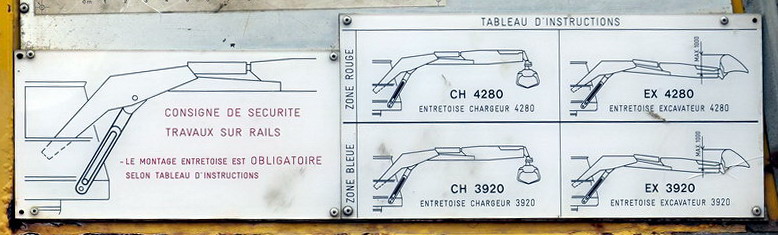 CONSIGNE DE SECURITE
TRAVAUX SUR RAILS
- LE MONTAGE ENTRETOISE EST OBLIGATOIRE
SELON TABLEAU D'INSTRUCTIONS
TABLEAU D'INSTRUCTIONS
ZONE ROUGE
CH 4280
ENTRETOISE CHARGEUR 4280
MAX 1000
EX 4280
ENTRETOISE EXCAVATEUR 4280
ZONE BLEUE
CH 3920
ENTRETOISE CHARGEUR 3920
MAX 1000
EX 3920
ENTRETOISE EXCAVATEUR 3920